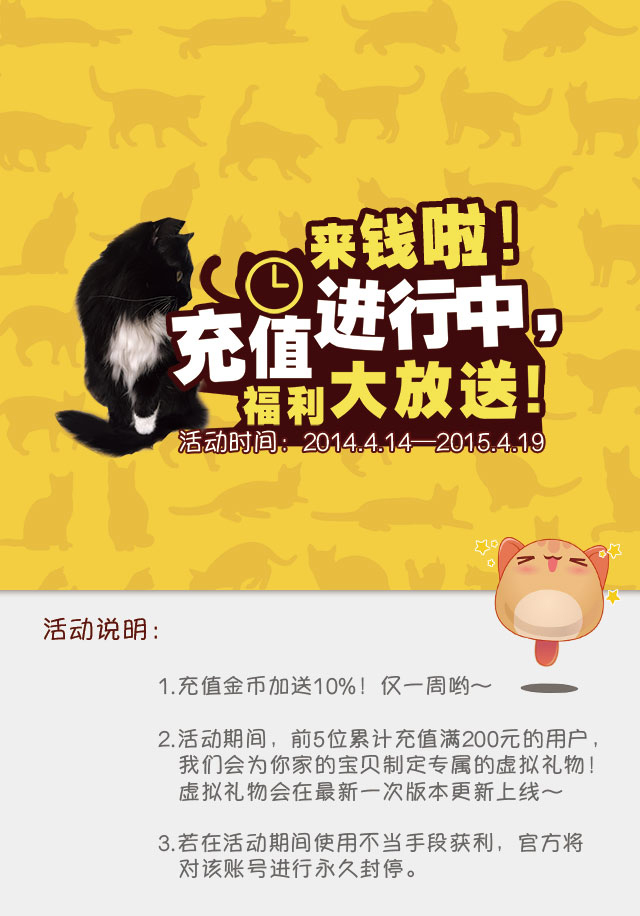 来钱啦！
充值进行中，
福利大放送！
活动时间：2014.4.14—2015.4.19
活动说明：
1.充值金币加送10%！仅一周哟～
2.活动期间，前5位累计充值满200元的用户，
我们会为你家的宝贝制定专属的虚拟礼物！
虚拟礼物会在最新一次版本更新上线～
3.若在活动期间使用不当手段获利，官方将
对该账号进行永久封停。